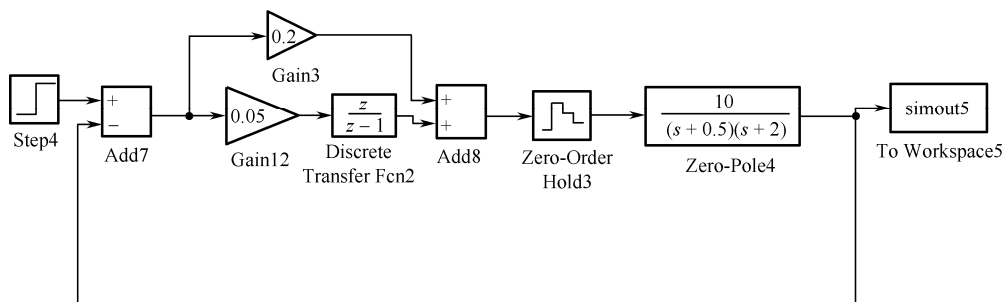 0.2
Gain3
Step4
+
−
Add7
0.05
Gain12
z
z − 1
Discrete
Transfer Fcn2
+
+
Add8
Zero-Order
Hold3
10
(s + 0.5)(s + 2)
Zero-Pole4
simout5
To Workspace5